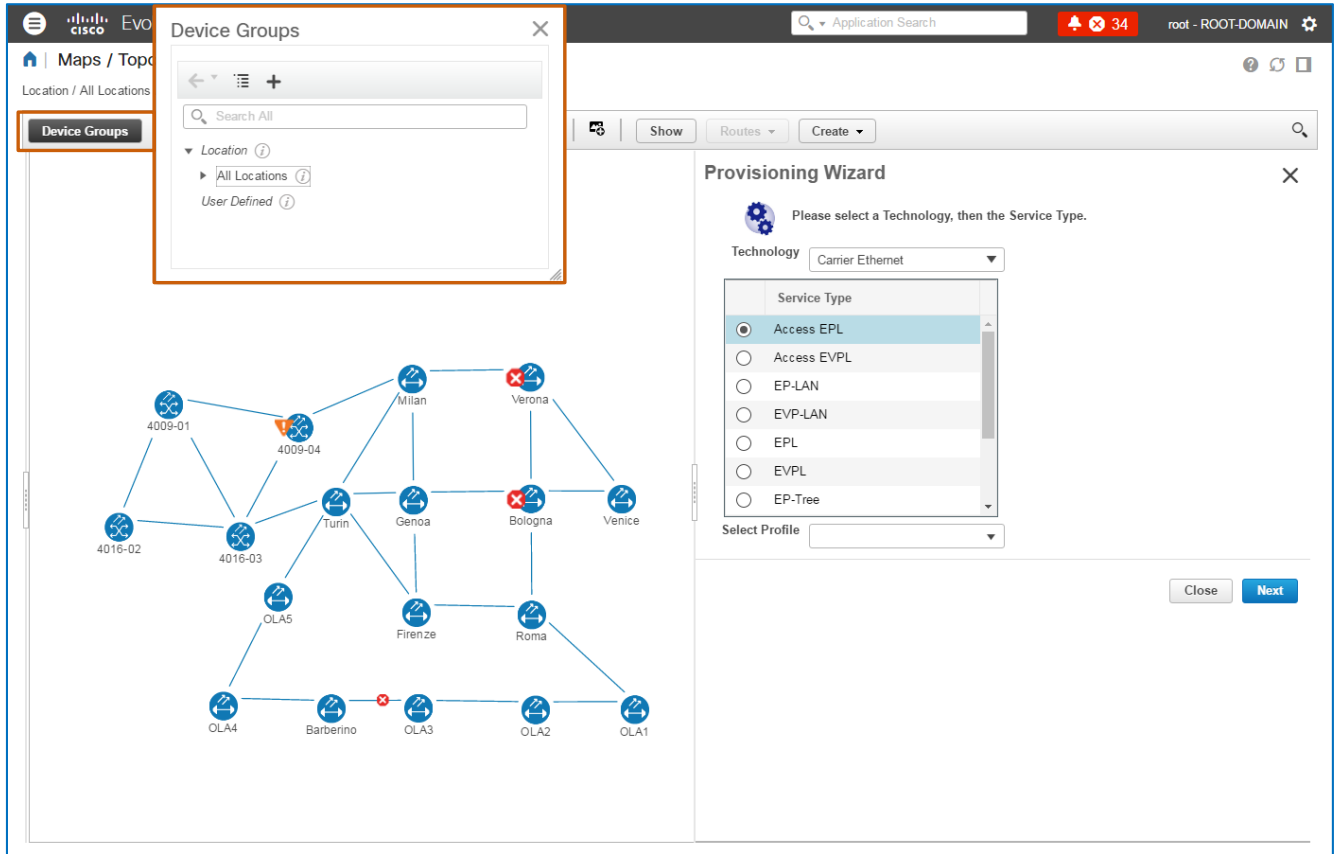 cisco Evo
Device Groups
Application Search
34
root - ROOT-DOMAIN
Maps / Topo
Location / All Locations
Device Groups
Search All
Location
All Locations
User Defined
Show
Routes
Create
Provisioning Wizard
Please select a Technology, then the Service Type.
Technology
Carrier Ethernet
Service Type
Access EPL
Access EVPL
EP-LAN
EVP-LAN
EPL
EVPL
EP-Tree
Select Profile
Close
Next
Milan
Verona
4009-01
4009-04
Turin
Genoa
Bologna
Venice
4016-02
4016-03
OLA5
Firenze
Roma
OLA4
Barberino
OLA3
OLA2
OLA1